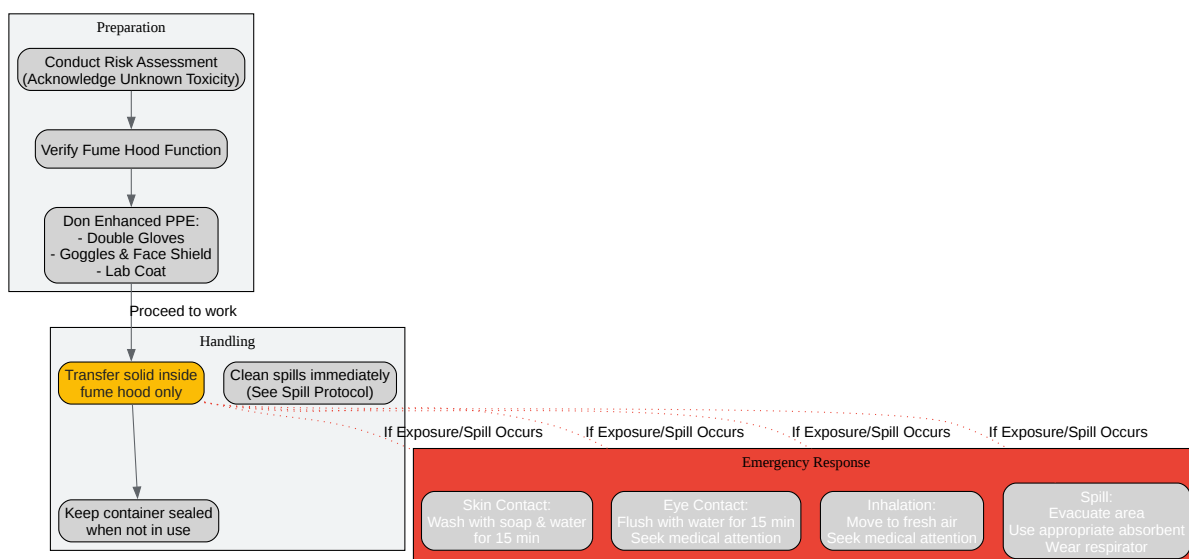 Preparation
Conduct Risk Assessment
(Acknowledge Unknown Toxicity)
Verify Fume Hood Function
Don Enhanced PPE:
- Double Gloves
- Goggles & Face Shield
- Lab Coat
Proceed to work
Handling
Transfer solid inside
fume hood only
Clean spills immediately
(See Spill Protocol)
Keep container sealed
when not in use
If Exposure/Spill Occurs
If Exposure/Spill Occurs
If Exposure/Spill Occurs
If Exposure/Spill Occurs
Emergency Response
Skin Contact:
Wash with soap & water
for 15 min
Eye Contact:
Flush with water for 15 min
Seek medical attention
Inhalation:
Move to fresh air
Seek medical attention
Spill:
Evacuate area
Use appropriate absorbent
Wear respirator